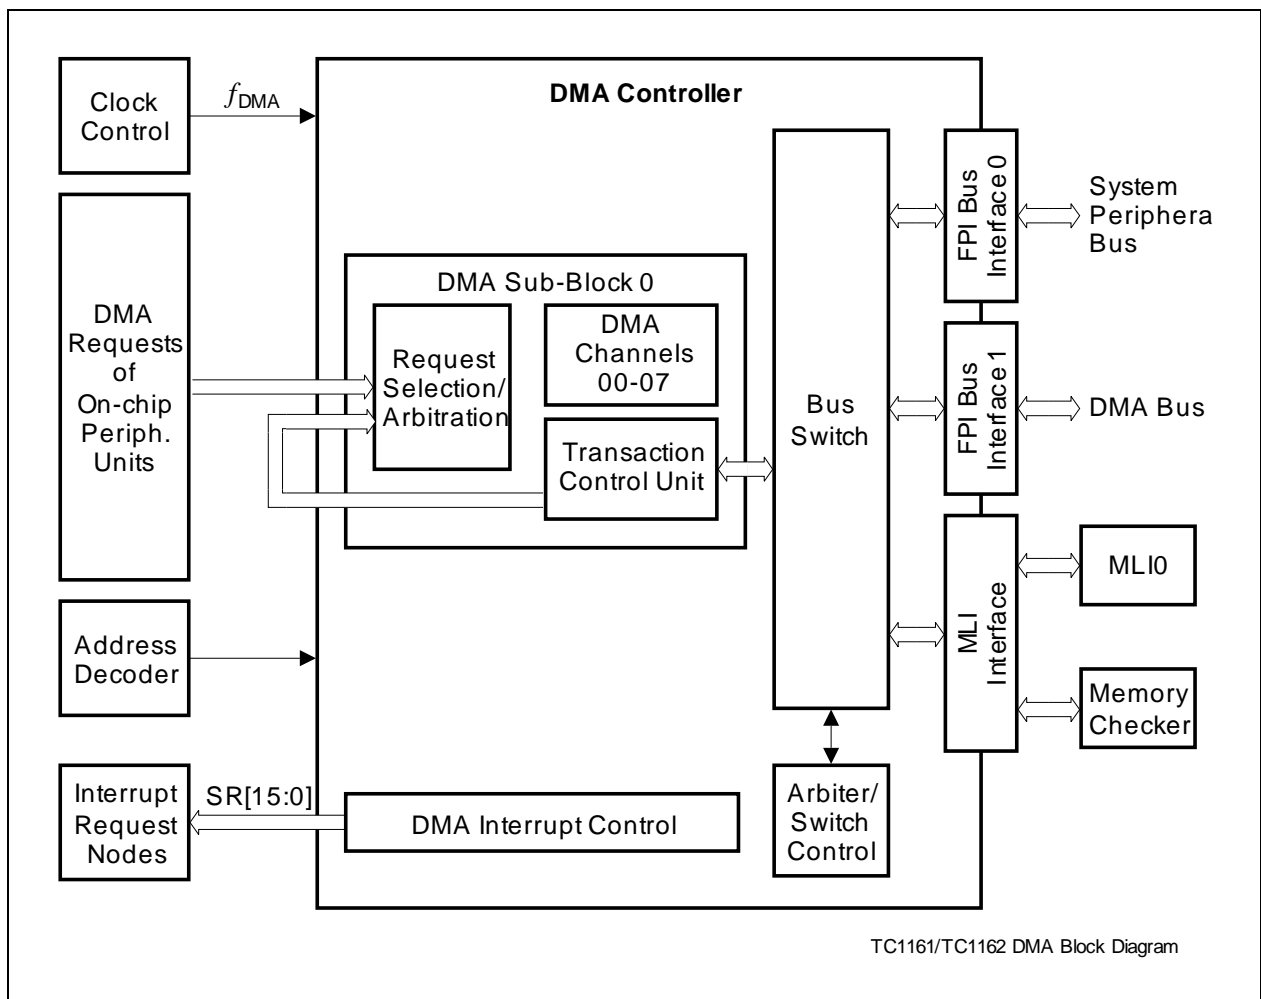 Clock
Control
fDMA
DMA Controller
DMA
Requests
of
On-chip
Periph.
Units
DMA Sub-Block 0
Request
Selection/
Arbitration
DMA
Channels
00-07
Transaction
Control Unit
Bus
Switch
FPI Bus
Interface 0
System
Periphera
Bus
FPI Bus
Interface 1
DMA Bus
MLI
Interface
MLI0
Memory
Checker
Address
Decoder
Interrupt
Request
Nodes
SR[15:0]
DMA Interrupt Control
Arbiter/
Switch
Control
TC1161/TC1162 DMA Block Diagram